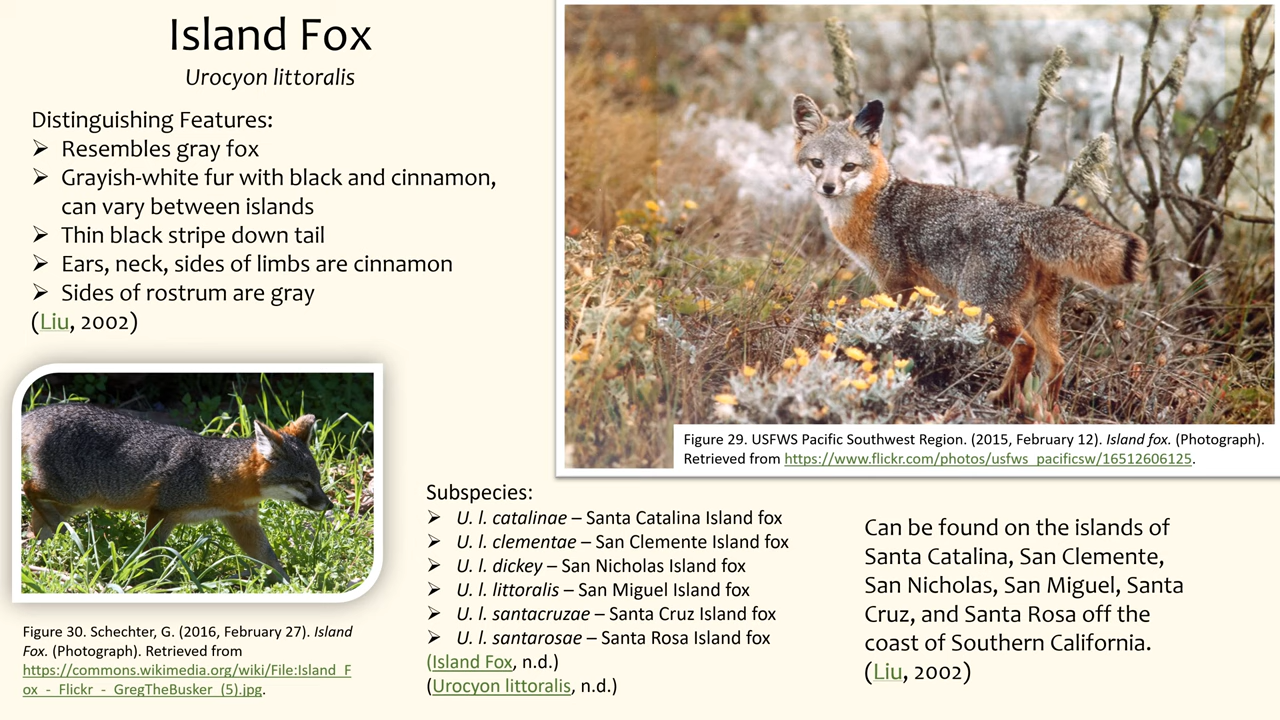 Island Fox
Urocyon littoralis
Distinguishing Features:
➢ Resembles gray fox
➢ Grayish-white fur with black and cinnamon,
can vary between islands
➢ Thin black stripe down tail
➢ Ears, neck, sides of limbs are cinnamon
➢ Sides of rostrum are gray
(Liu, 2002)
Figure 29. USFWS Pacific Southwest Region. (2015, February 12). Island fox. (Photograph).
Retrieved from https://www.flickr.com/photos/usfws_pacificsw/16512606125.
Figure 30. Schechter, G. (2016, February 27). Island
Fox. (Photograph). Retrieved from
https://commons.wikimedia.org/wiki/File:Island_F
ox_-_Flickr_-_GregTheBusker_(5).jpg.
Subspecies:
➢ U. l. catalinae – Santa Catalina Island fox
➢ U. l. clementae – San Clemente Island fox
➢ U. l. dickey – San Nicholas Island fox
➢ U. l. littoralis – San Miguel Island fox
➢ U. l. santacruzae – Santa Cruz Island fox
➢ U. l. santarosae – Santa Rosa Island fox
(Island Fox, n.d.)
(Urocyon littoralis, n.d.)
Can be found on the islands of
Santa Catalina, San Clemente,
San Nicholas, San Miguel, Santa
Cruz, and Santa Rosa off the
coast of Southern California.
(Liu, 2002)